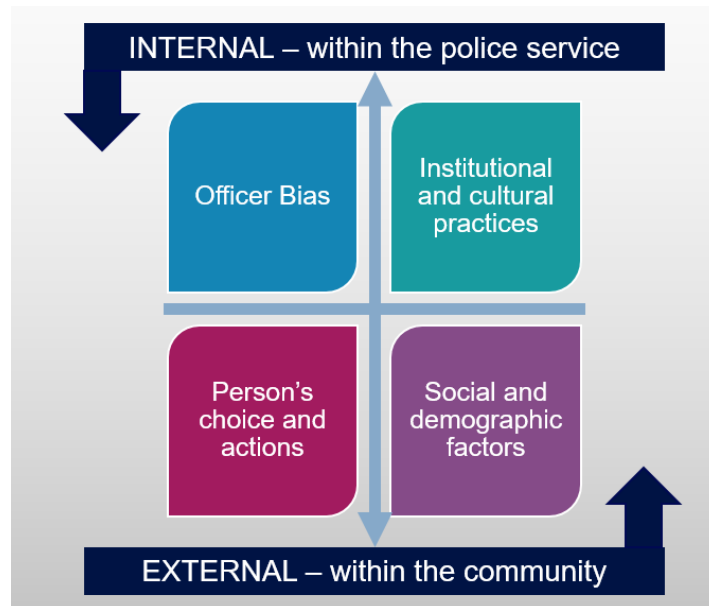 INTERNAL – within the police service
Officer Bias
Institutional
and cultural
practices
Person’s
choice and
actions
Social and
demographic
factors
EXTERNAL – within the community